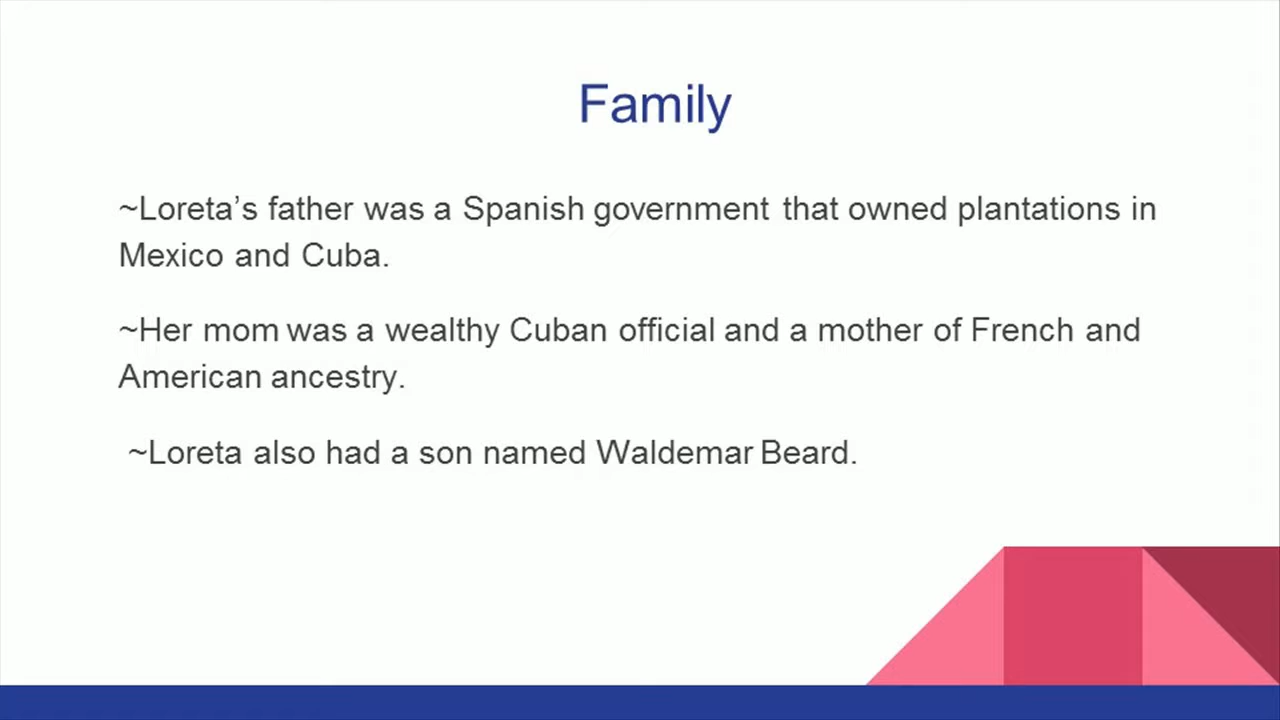 Family
~Loreta’s father was a Spanish government that owned plantations in
Mexico and Cuba.
~Her mom was a wealthy Cuban official and a mother of French and
American ancestry.
~Loreta also had a son named Waldemar Beard.